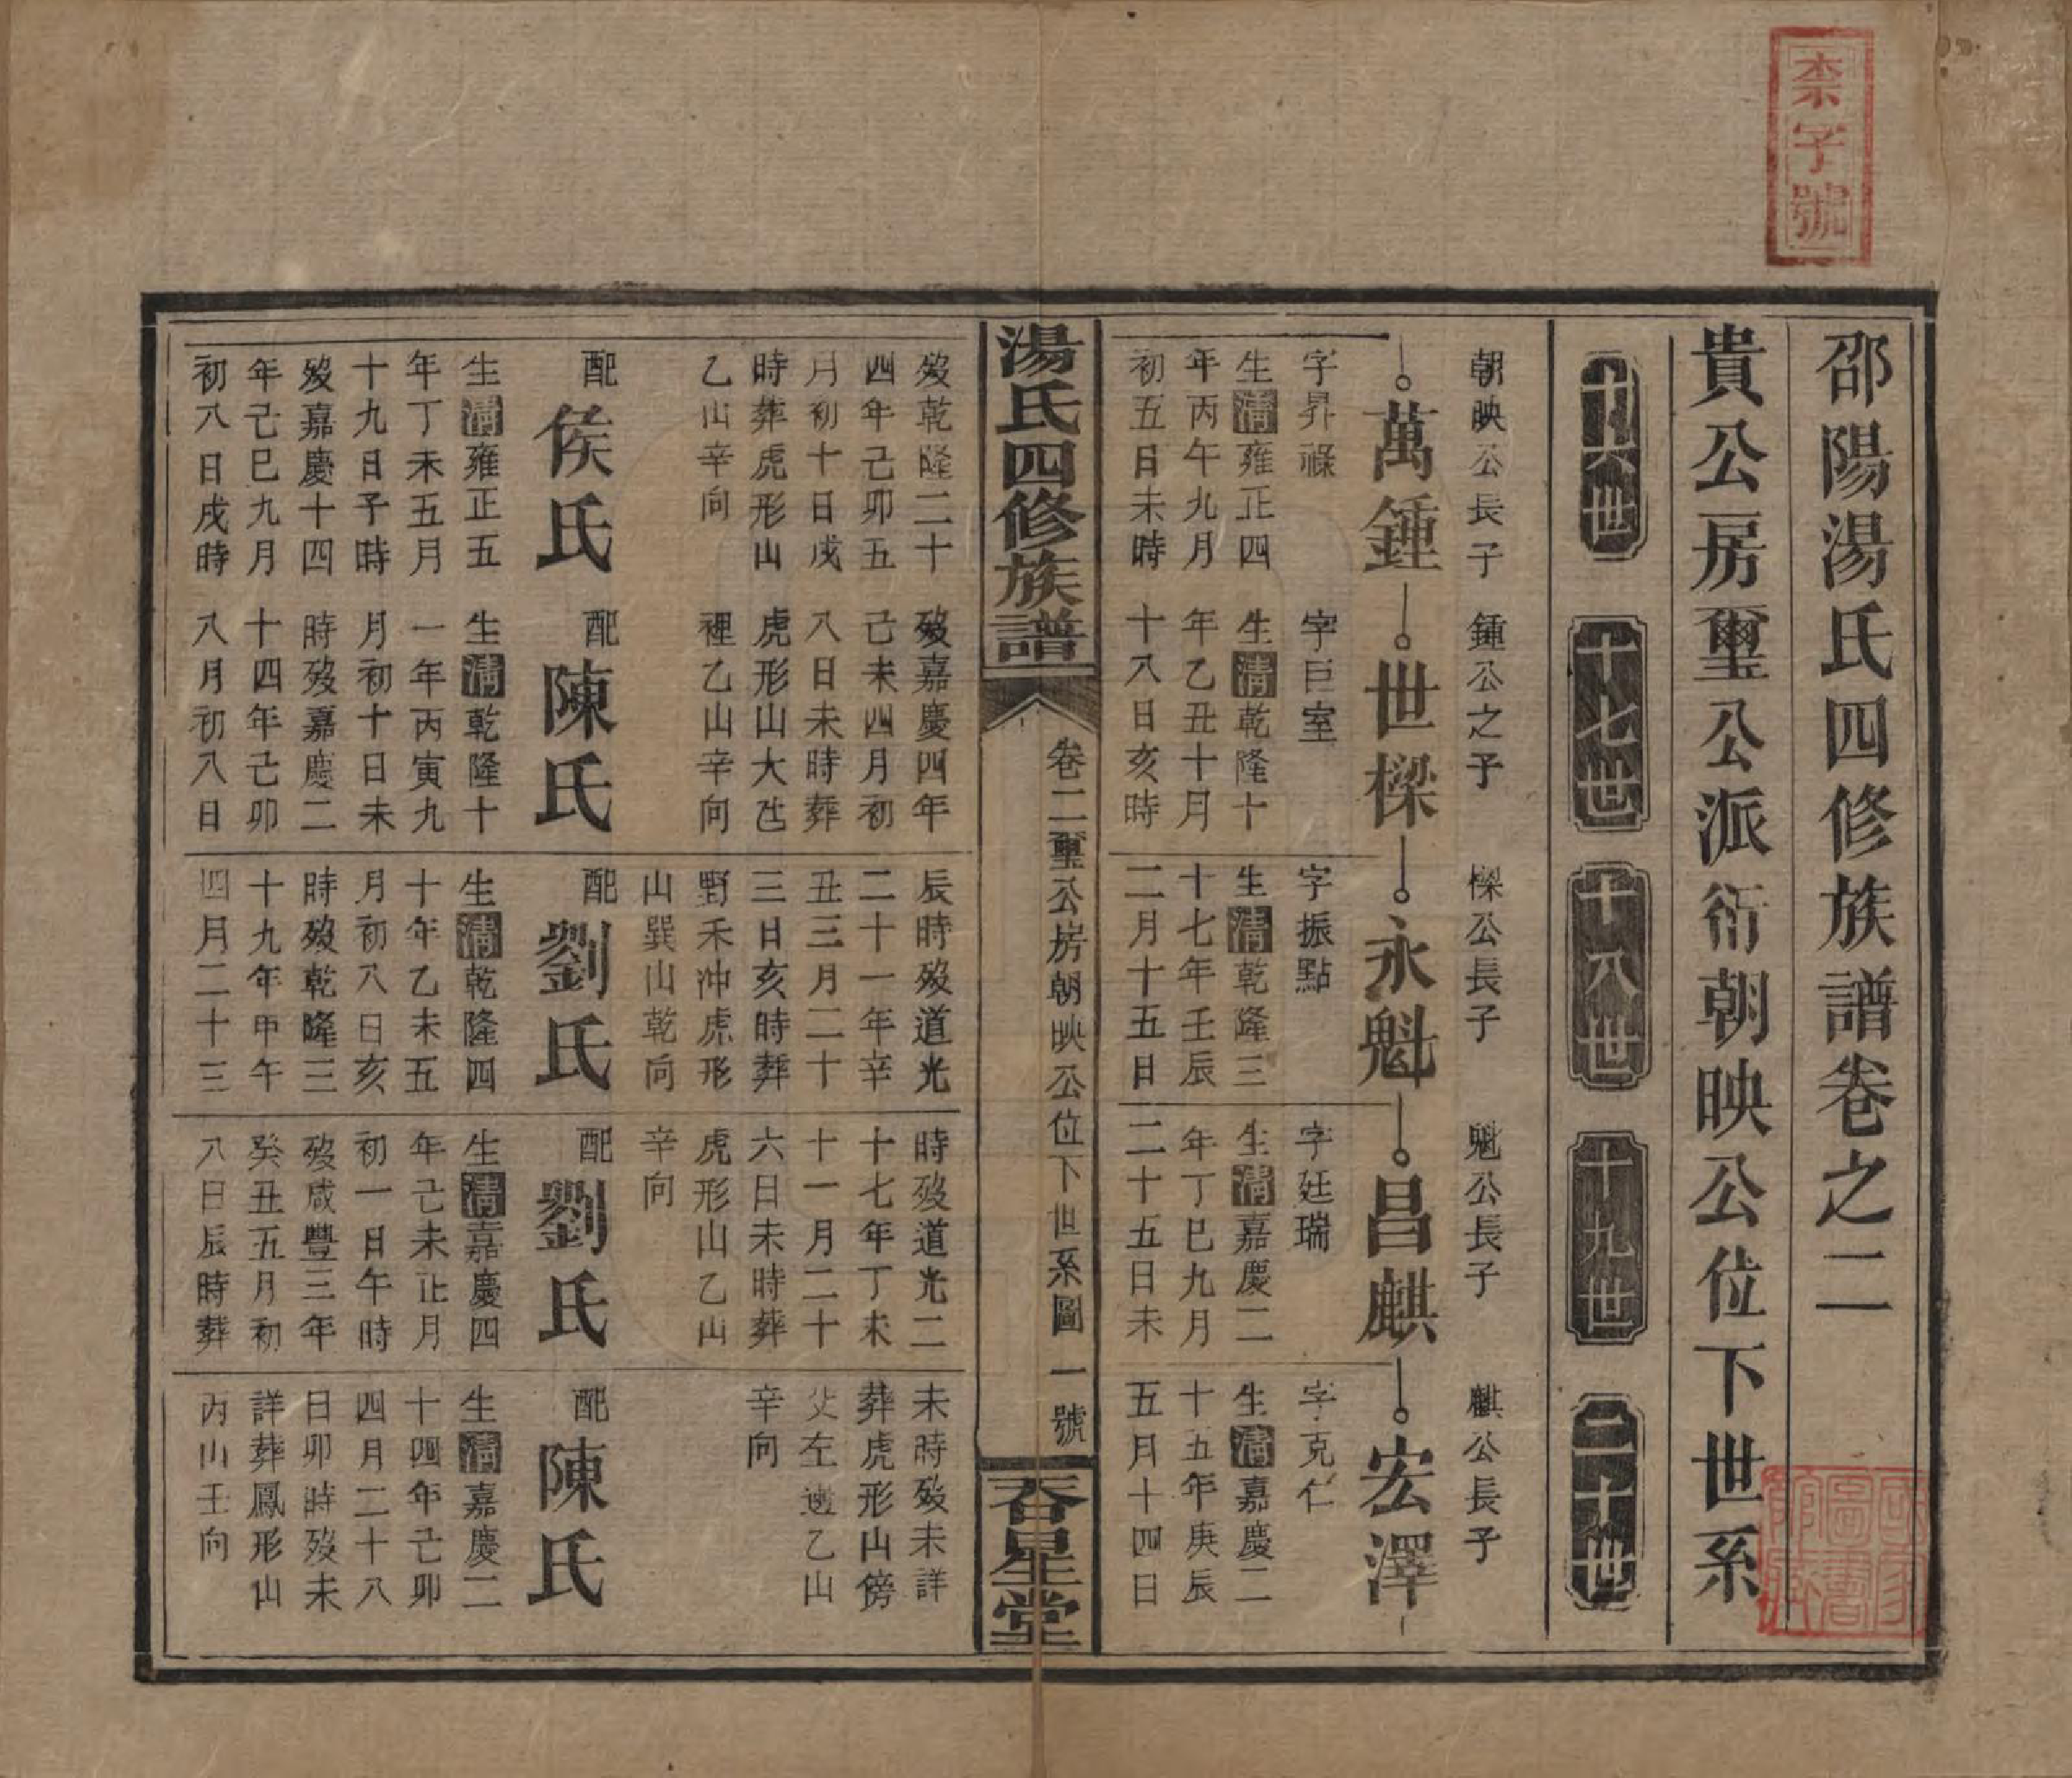 柰字號
邵陽湯氏四修族譜卷之二
貴公房璽公派衍朝映公位下世系
十六世
十七世
十八世
十九世
二十世
朝映公長子
萬鍾
字昇祿
生清雍正四
年丙午九月
初五日未時
歿乾隆二十
四年己卯五
月初十日戌
時葬虎形山
乙山辛向
配
侯氏
生清雍正五
年丁未五月
十九日子時
歿嘉慶十四
年己巳九月
初八日戌時
鍾公之子
世樑
字巨室
生清乾隆十
年乙丑十月
十八日亥時
歿嘉慶四年
己未四月初
八日未時葬
虎形山大
裡乙山辛向
配
陳氏
生清乾隆十
一年丙寅九
月初十日未
時歿嘉慶二
十四年己卯
八月初八日
樑公長子
永魁
字振點
生清乾隆三
十七年壬辰
二月十五日
辰時歿道光
二十一年辛
丑三月二十
三日亥時葬
野禾沖虎形
山巽山乾向
配
劉氏
生清乾隆四
十年乙未五
月初八日亥
時歿乾隆三
十九年甲午
四月二十三
魁公長子
昌麒
字廷瑞
生清嘉慶二
年丁巳九月
二十五日未
時歿道光二
十七年丁未
十一月二十
六日未時葬
虎形山乙山
辛向
配
劉氏
生清嘉慶四
年己未正月
初一日午時
歿咸豐三年
癸丑五月初
八日辰時葬
麒公長子
宏澤
字克仁
生清嘉慶二
十五年庚辰
五月十四日
未時歿未詳
葬虎形山傍
父左邊乙山
辛向
配
陳氏
生清嘉慶二
十四年己卯
四月二十八
日卯時歿未
詳葬鳳形山
丙山壬向
湯氏四修族譜
卷二璽公房朝映公位下世系圖
一號
吞星堂